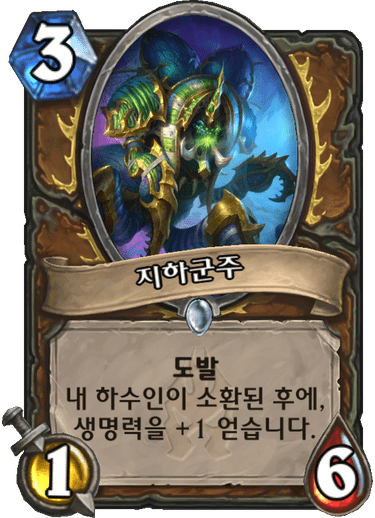 3
지하군주
도발
내 하수인이 소환된 후에,
생명력을 +1 얻습니다.
1
6